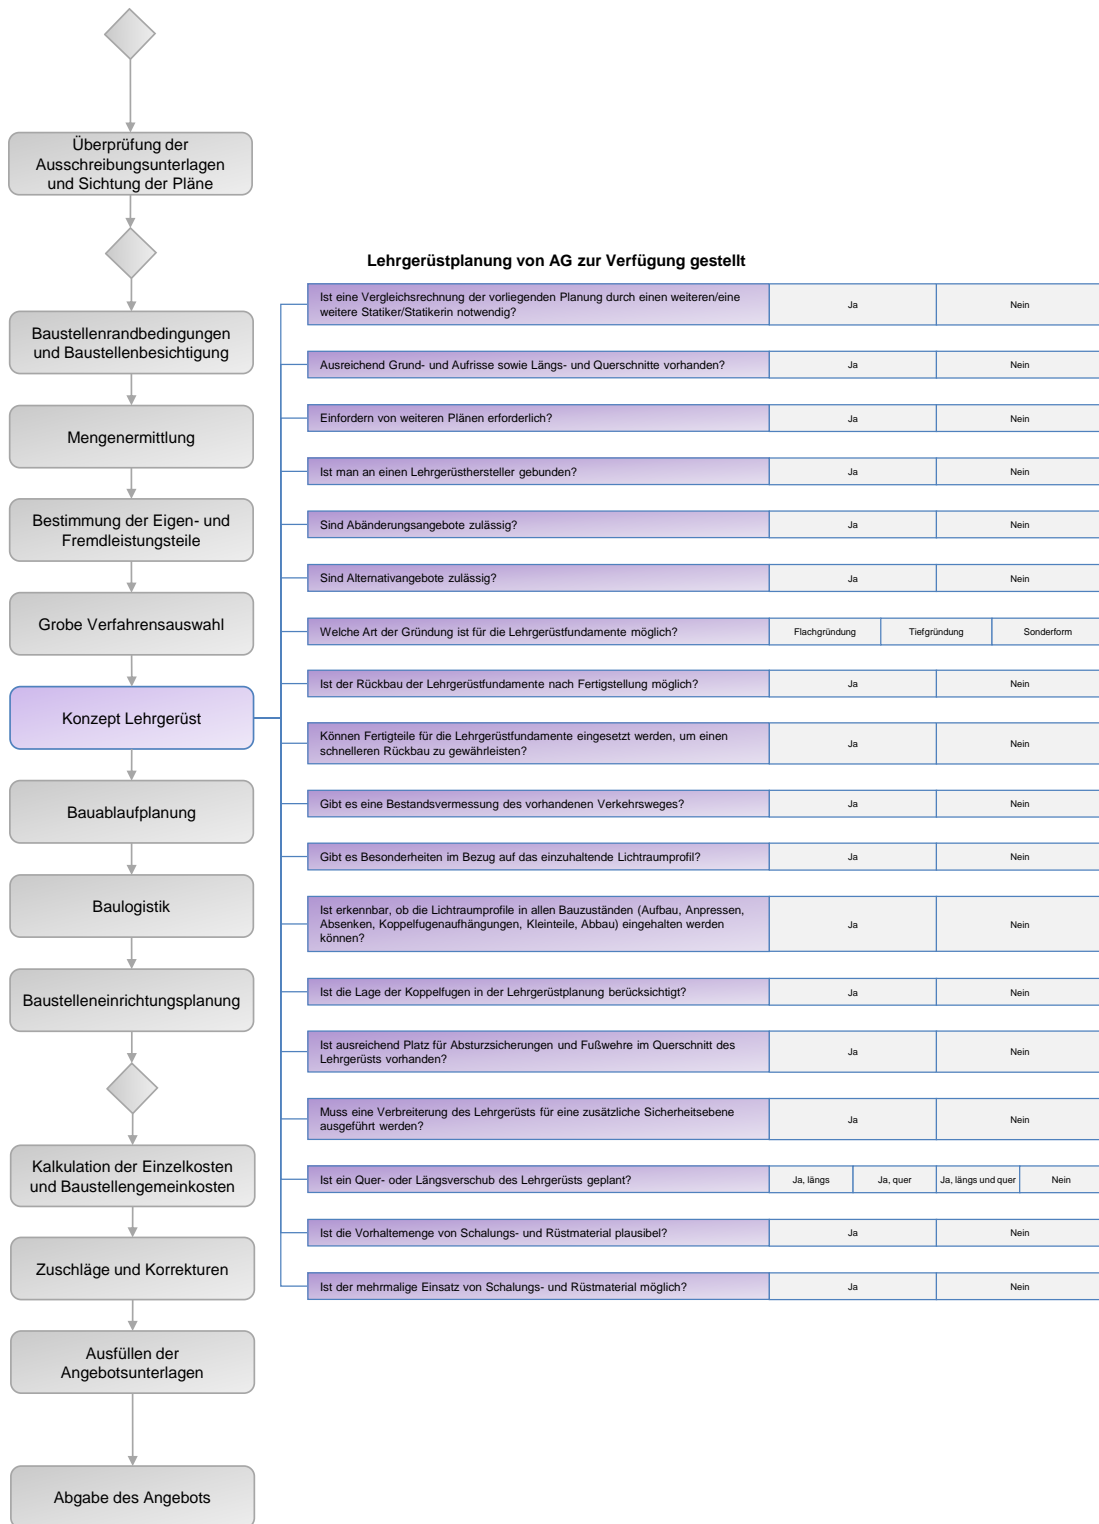 Überprüfung der
Ausschreibungsunterlagen
und Sichtung der Pläne
Baustellenrandbedingungen
und Baustellenbesichtigung
Mengenermittlung
Bestimmung der Eigen- und
Fremdleistungsteile
Grobe Verfahrensauswahl
Konzept Lehrgerüst
Bauablaufplanung
Baulogistik
Baustelleneinrichtungsplanung
Kalkulation der Einzelkosten
und Baustellengemeinkosten
Zuschläge und Korrekturen
Ausfüllen der
Angebotsunterlagen
Abgabe des Angebots
Lehrgerüstplanung von AG zur Verfügung gestellt
Ist eine Vergleichsrechnung der vorliegenden Planung durch einen weiteren/eine
weitere Statiker/Statikerin notwendig?
Ja
Nein
Ausreichend Grund- und Aufrisse sowie Längs- und Querschnitte vorhanden?
Ja
Nein
Einfordern von weiteren Plänen erforderlich?
Ja
Nein
Ist man an einen Lehrgerüsthersteller gebunden?
Ja
Nein
Sind Abänderungsangebote zulässig?
Ja
Nein
Sind Alternativangebote zulässig?
Ja
Nein
Welche Art der Gründung ist für die Lehrgerüstfundamente möglich?
Flachgründung
Tiefgründung
Sonderform
Ist der Rückbau der Lehrgerüstfundamente nach Fertigstellung möglich?
Ja
Nein
Können Fertigteile für die Lehrgerüstfundamente eingesetzt werden, um einen
schnelleren Rückbau zu gewährleisten?
Ja
Nein
Gibt es eine Bestandsvermessung des vorhandenen Verkehrsweges?
Ja
Nein
Gibt es Besonderheiten im Bezug auf das einzuhaltende Lichtraumprofil?
Ja
Nein
Ist erkennbar, ob die Lichtraumprofile in allen Bauzuständen (Aufbau, Anpressen,
Absenken, Koppelfugenaufhängungen, Kleinteile, Abbau) eingehalten werden
können?
Ja
Nein
Ist die Lage der Koppelfugen in der Lehrgerüstplanung berücksichtigt?
Ja
Nein
Ist ausreichend Platz für Absturzsicherungen und Fußwehre im Querschnitt des
Lehrgerüsts vorhanden?
Ja
Nein
Muss eine Verbreiterung des Lehrgerüsts für eine zusätzliche Sicherheitsebene
ausgeführt werden?
Ja
Nein
Ist ein Quer- oder Längsverschub des Lehrgerüsts geplant?
Ja, längs
Ja, quer
Ja, längs und quer
Nein
Ist die Vorhaltemenge von Schalungs- und Rüstmaterial plausibel?
Ja
Nein
Ist der mehrmalige Einsatz von Schalungs- und Rüstmaterial möglich?
Ja
Nein